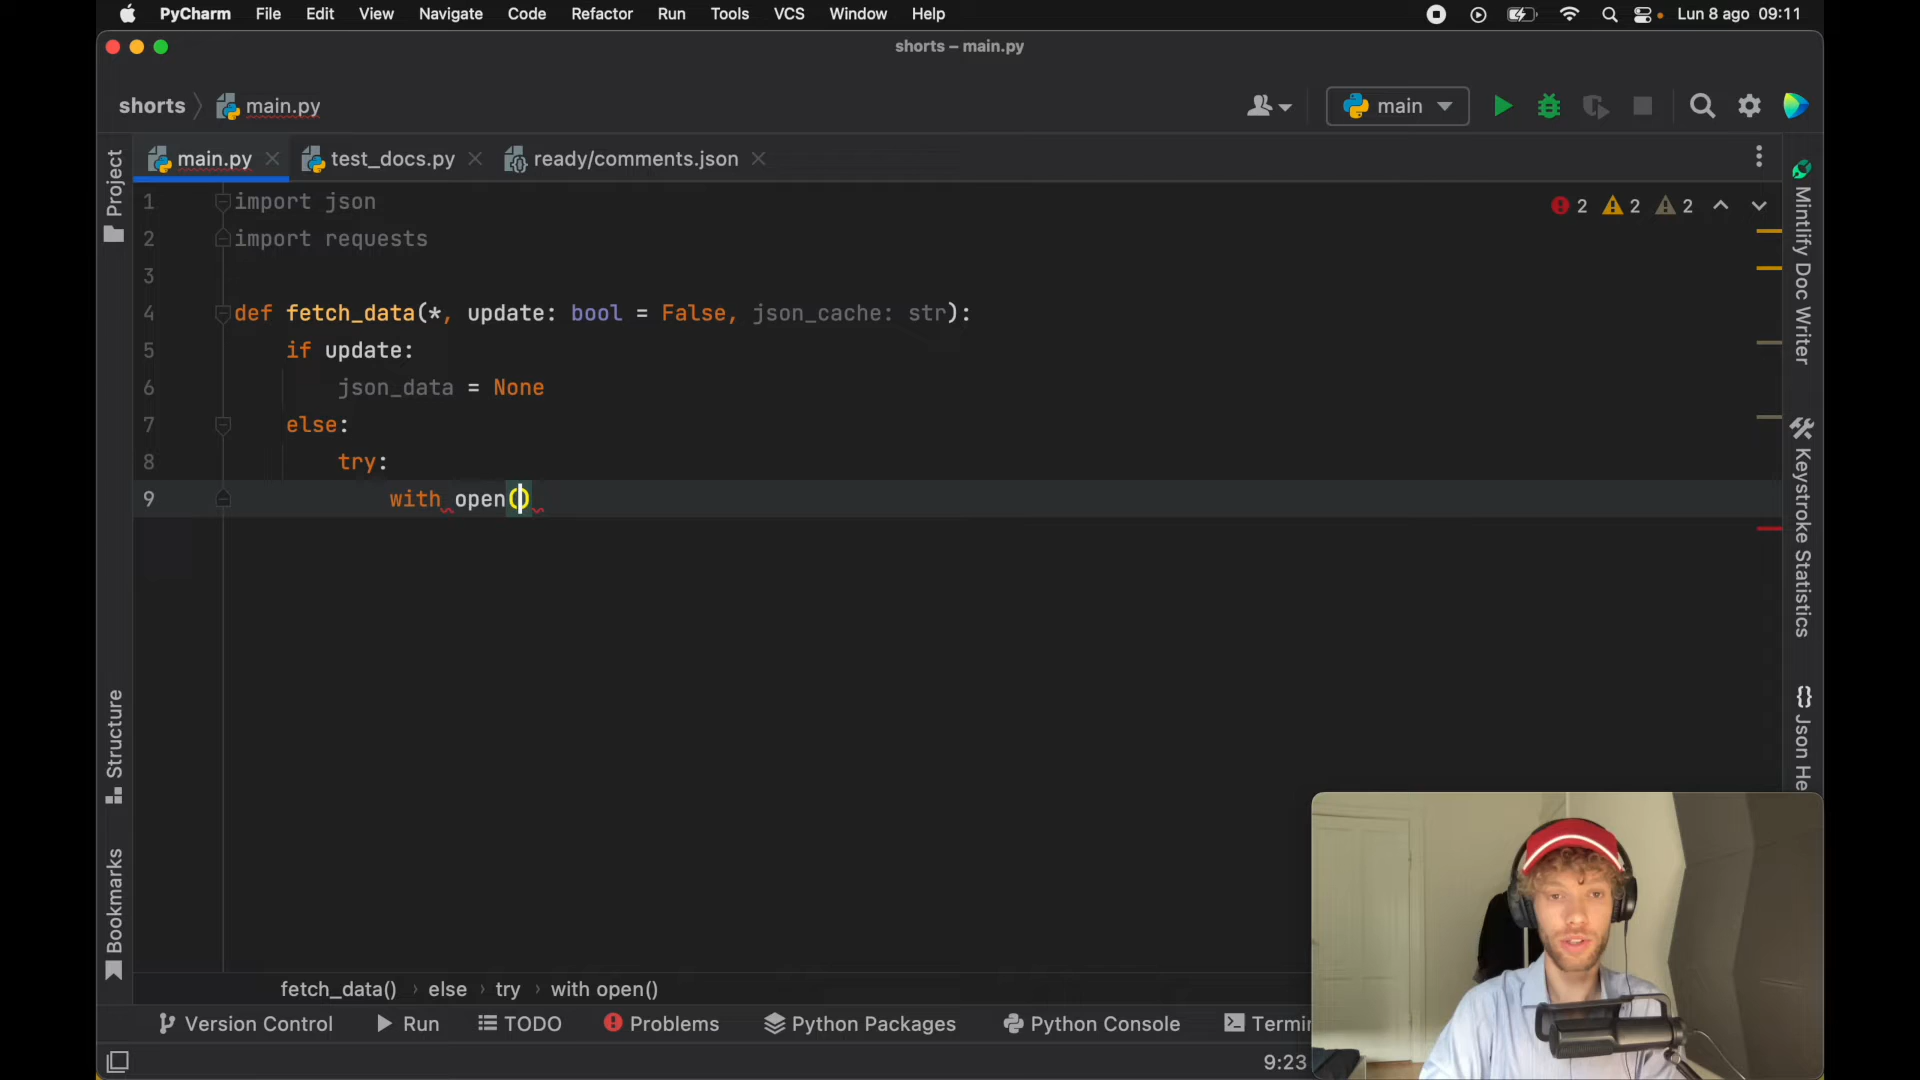 PyCharm File Edit View Navigate Code Refactor Run Tools VCS Window Help Lun 8 ago 09:11
shorts – main.py
shorts main.py main
main.py test_docs.py ready/comments.json
Project
Structure
Bookmarks
1 import json
2 import requests
3
4 def fetch_data(*, update: bool = False, json_cache: str):
5 if update:
6 json_data = None
7 else:
8 try:
9 with open()
2 2 2
Mintlify Doc Writer
Keystroke Statistics
{} Json He
fetch_data() › else › try › with open()
Version Control Run TODO Problems Python Packages Python Console Termi
9:23